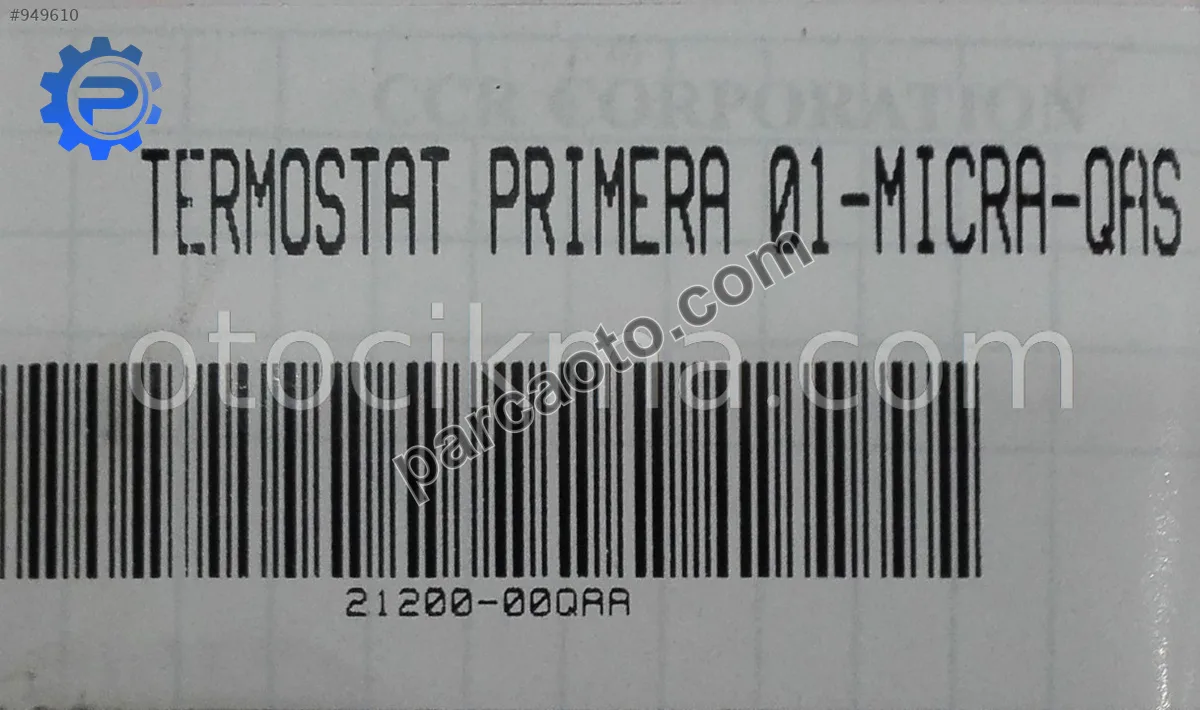 #949610
CCR CORPORATION
TERMOSTAT PRIMERA 01-MICRA-QAS
parcaoto.com
otocikma.com
21200-00QAA